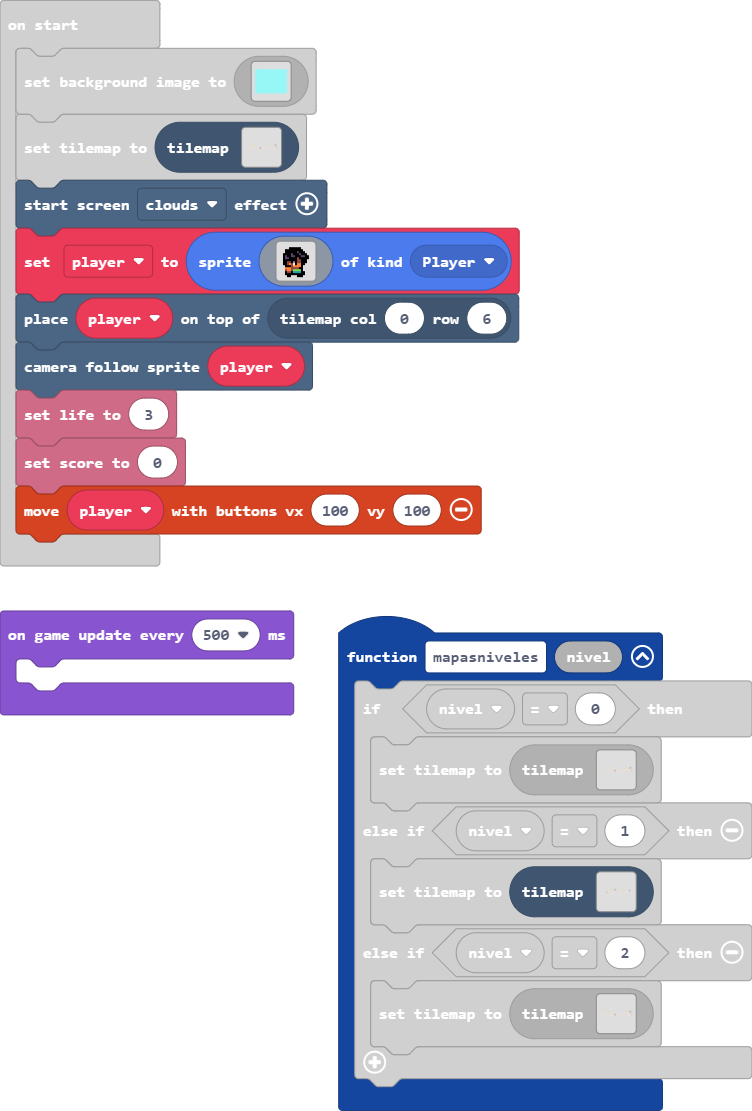 on start
set background image to
set tilemap to tilemap
start screen clouds effect
set player to sprite of kind Player
place player on top of tilemap col 0 row 6
camera follow sprite player
set life to 3
set score to 0
move player with buttons vx 100 vy 100
on game update every 500 ms
function mapasniveles nivel
if nivel = 0 then
set tilemap to tilemap
else if nivel = 1 then
set tilemap to tilemap
else if nivel = 2 then
set tilemap to tilemap